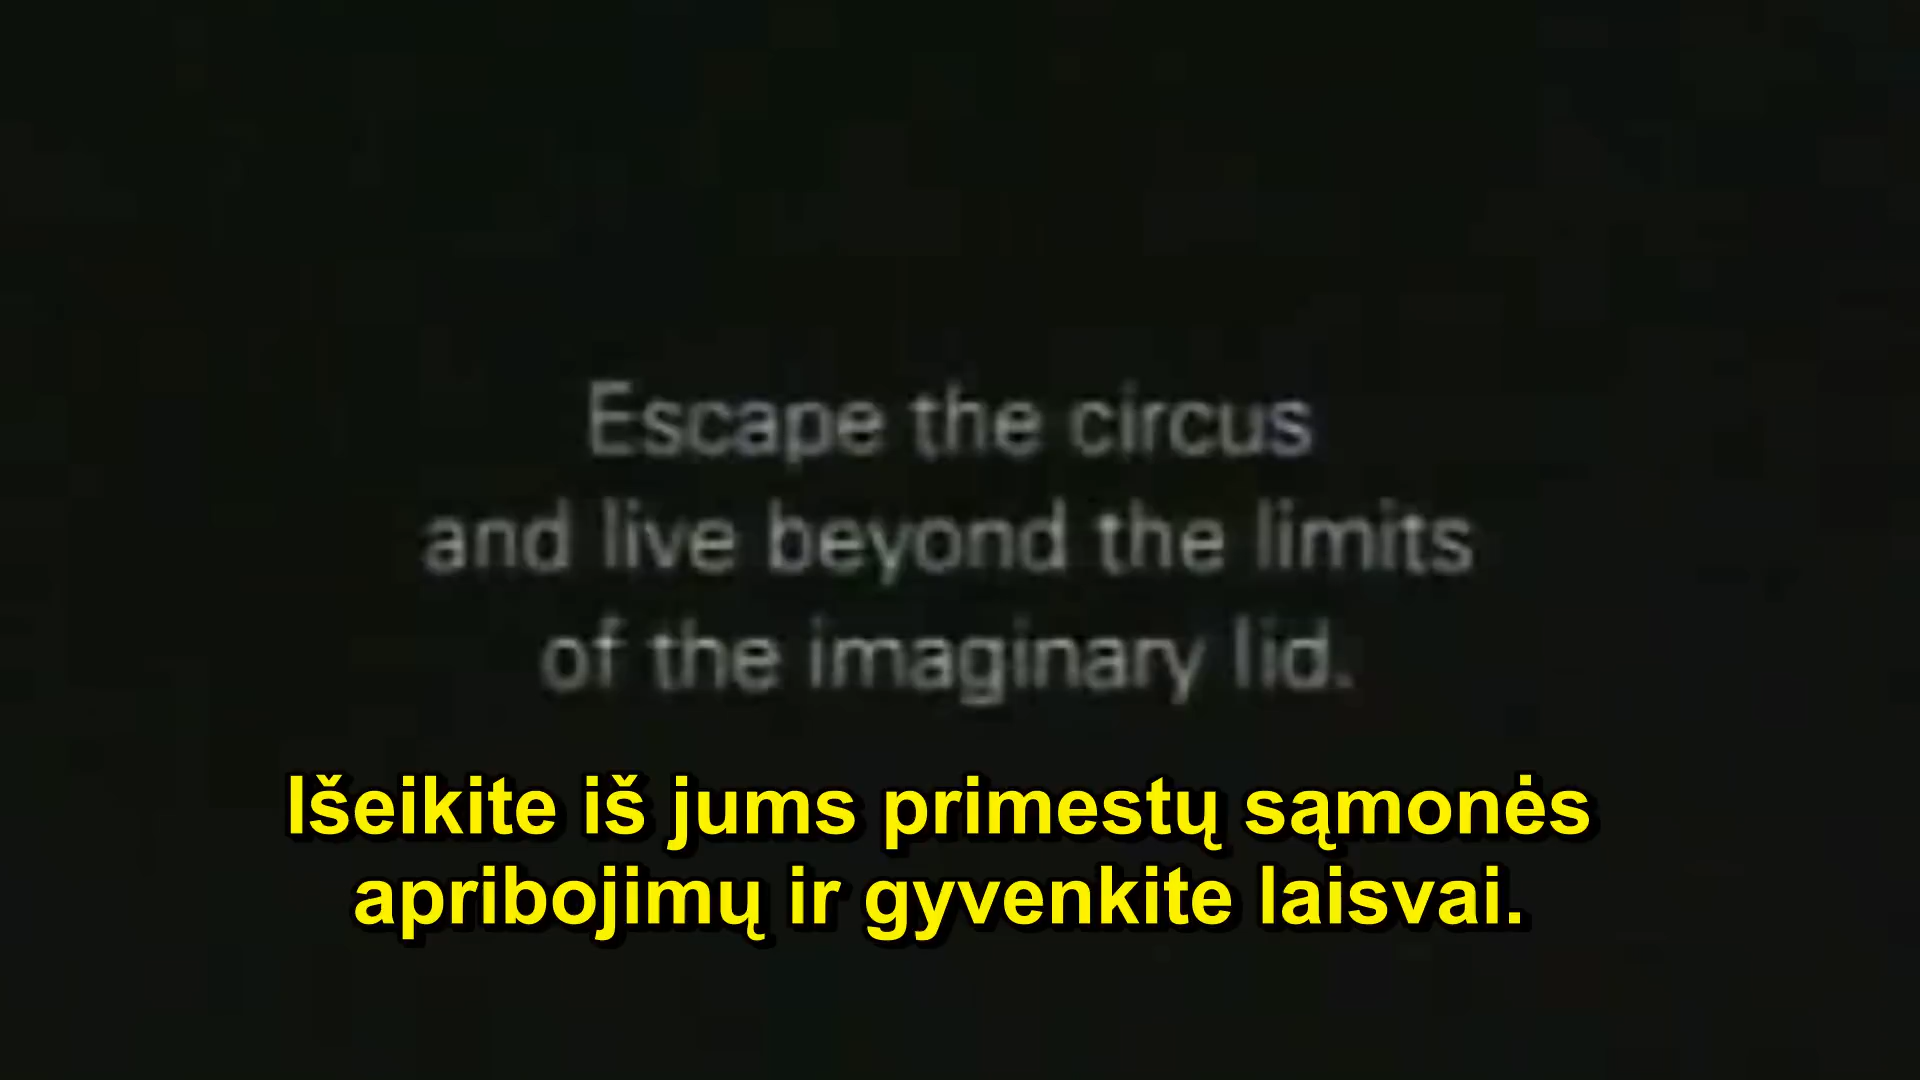 Escape the circus
and live beyond the limits
of the imaginary lid.
Išeikite iš jums primestų sąmonės
apribojimų ir gyvenkite laisvai.